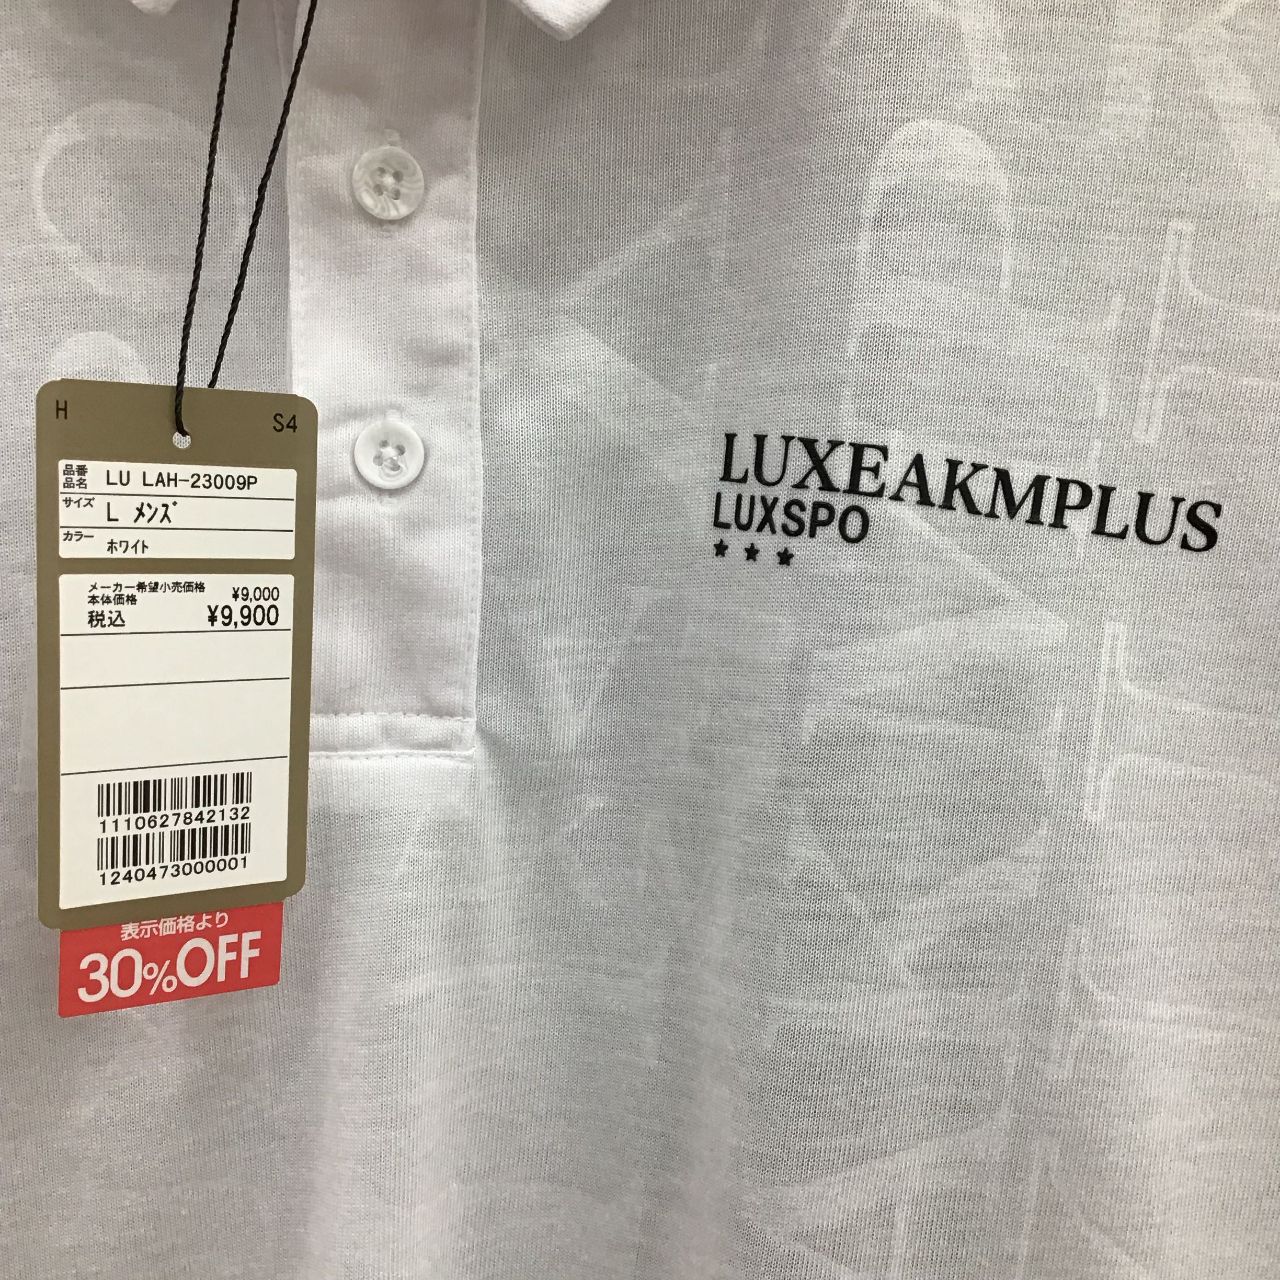 H
S4
品番
品名
LU LAH-23009P
サイズ
L メンズ
カラー
ホワイト
メーカー希望小売価格
本体価格 ¥9,000
税込 ¥9,900
1110627842132
1240473000001
表示価格より
30%OFF
LUXEAKMPLUS
LUXSPO
★ ★ ★